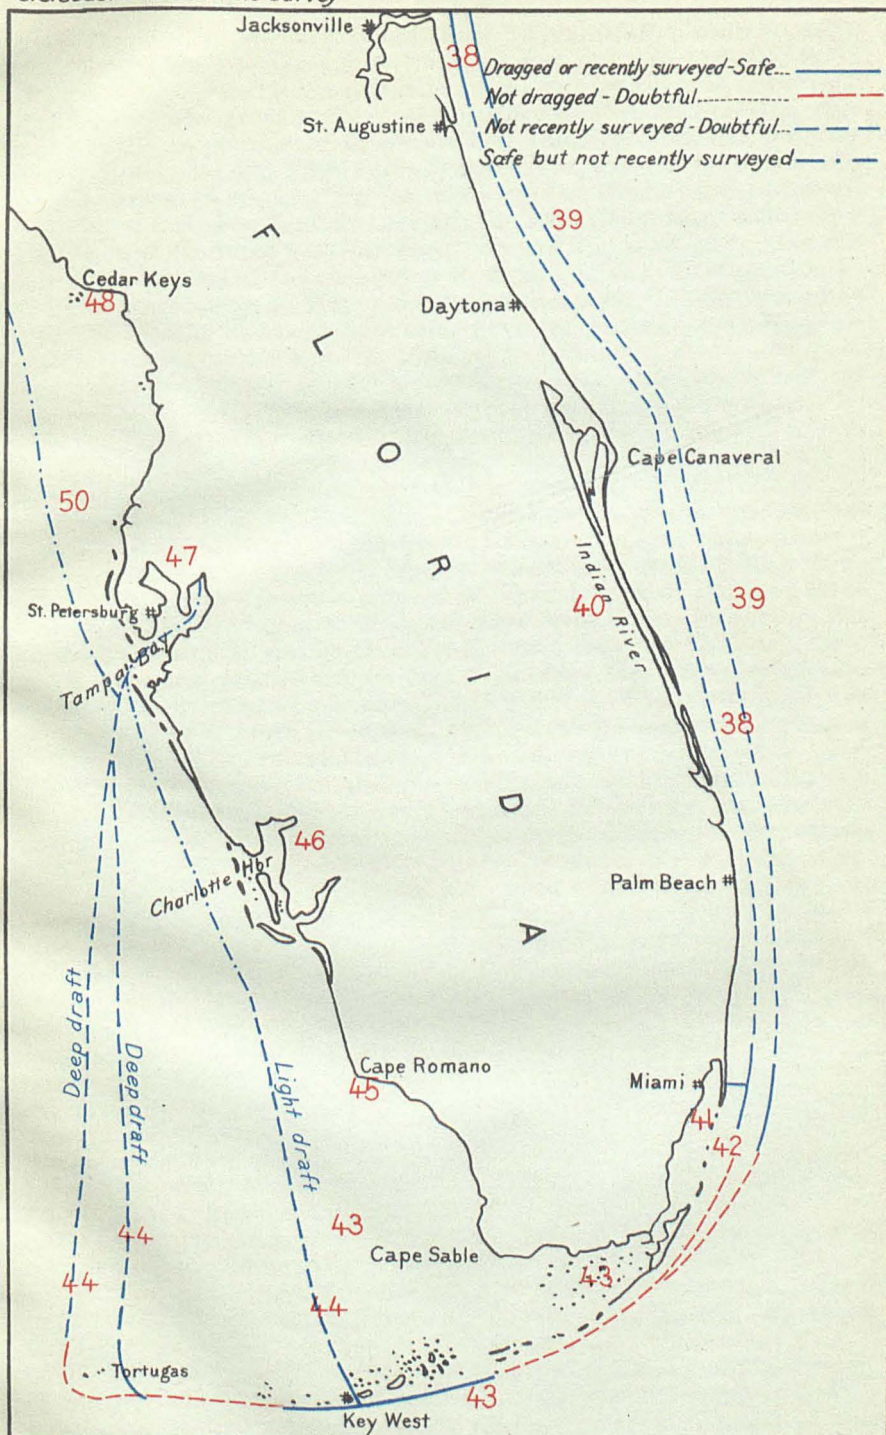 Jacksonville
38
Dragged or recently surveyed-Safe...
Not dragged - Doubtful
St. Augustine
Not recently surveyed-Doubtful...
Safe but not recently surveyed
39
FLORIDA
Cedar Keys
48
Daytona
Cape Canaveral
50
47
Indian River
40
39
St. Petersburg
Tampa Bay
38
46
Charlotte Hbr
Palm Beach
Deep draft
Deep draft
Light draft
Cape Romano
45
Miami
41
42
43
44
Cape Sable
43
44
44
Tortugas
43
Key West